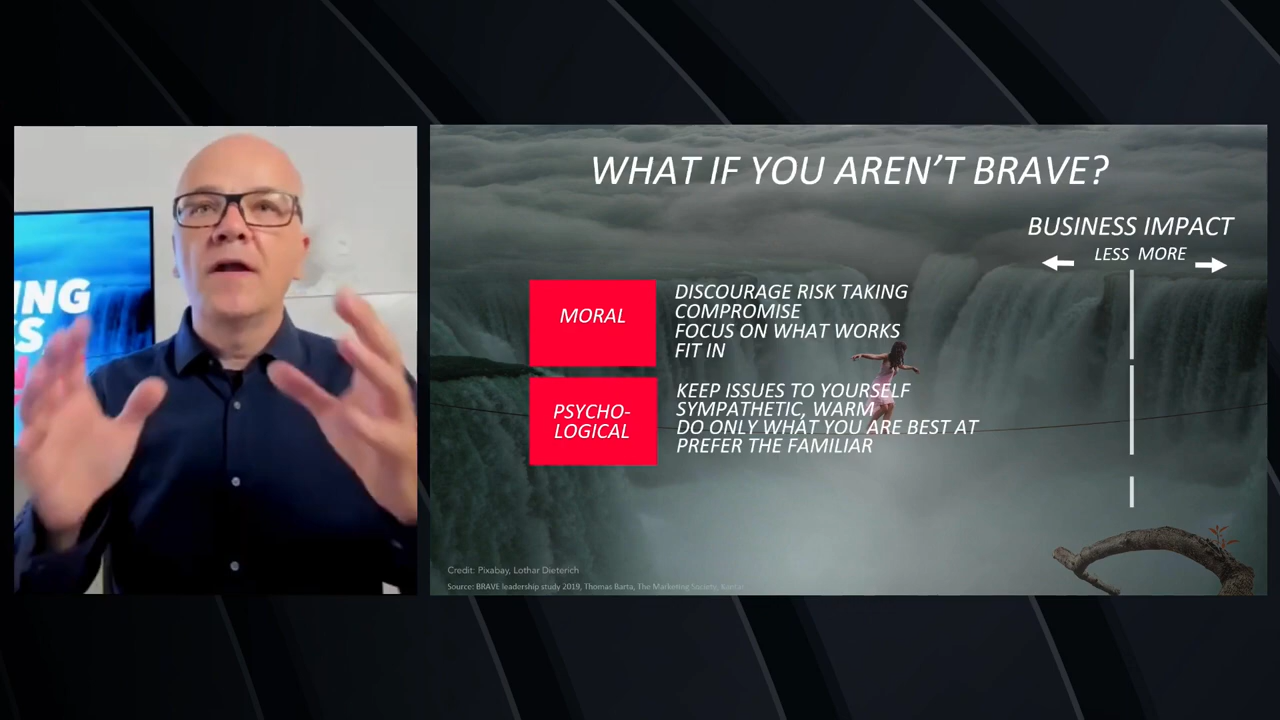 ING
S,
WHAT IF YOU AREN'T BRAVE?
BUSINESS IMPACT
LESS MORE
MORAL
DISCOURAGE RISK TAKING
COMPROMISE
FOCUS ON WHAT WORKS
FIT IN
PSYCHO-
LOGICAL
KEEP ISSUES TO YOURSELF
SYMPATHETIC, WARM
DO ONLY WHAT YOU ARE BEST AT
PREFER THE FAMILIAR
Credit: Pixabay, Lothar Dieterich
Source: BRAVE leadership study 2019, Thomas Barta, The Marketing Society, Kantar